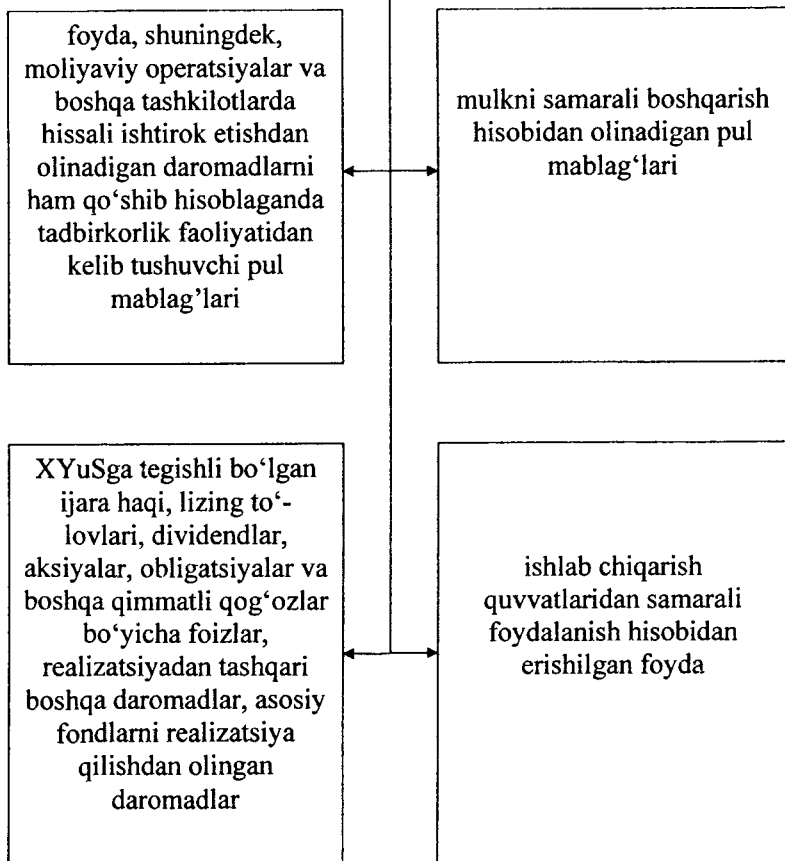 foyda, shuningdek,
moliyaviy operatsiyalar va
boshqa tashkilotlarda
hissali ishtirok etishdan
olinadigan daromadlarni
ham qo‘shib hisoblaganda
tadbirkorlik faoliyatidan
kelib tushuvchi pul
mablag’lari
mulkni samarali boshqarish
hisobidan olinadigan pul
mablag‘lari
XYuSga tegishli bo‘lgan
ijara haqi, lizing to‘-
lovlari, dividendlar,
aksiyalar, obligatsiyalar va
boshqa qimmatli qog‘ozlar
bo‘yicha foizlar,
realizatsiyadan tashqari
boshqa daromadlar, asosiy
fondlarni realizatsiya
qilishdan olingan
daromadlar
ishlab chiqarish
quvvatlaridan samarali
foydalanish hisobidan
erishilgan foyda